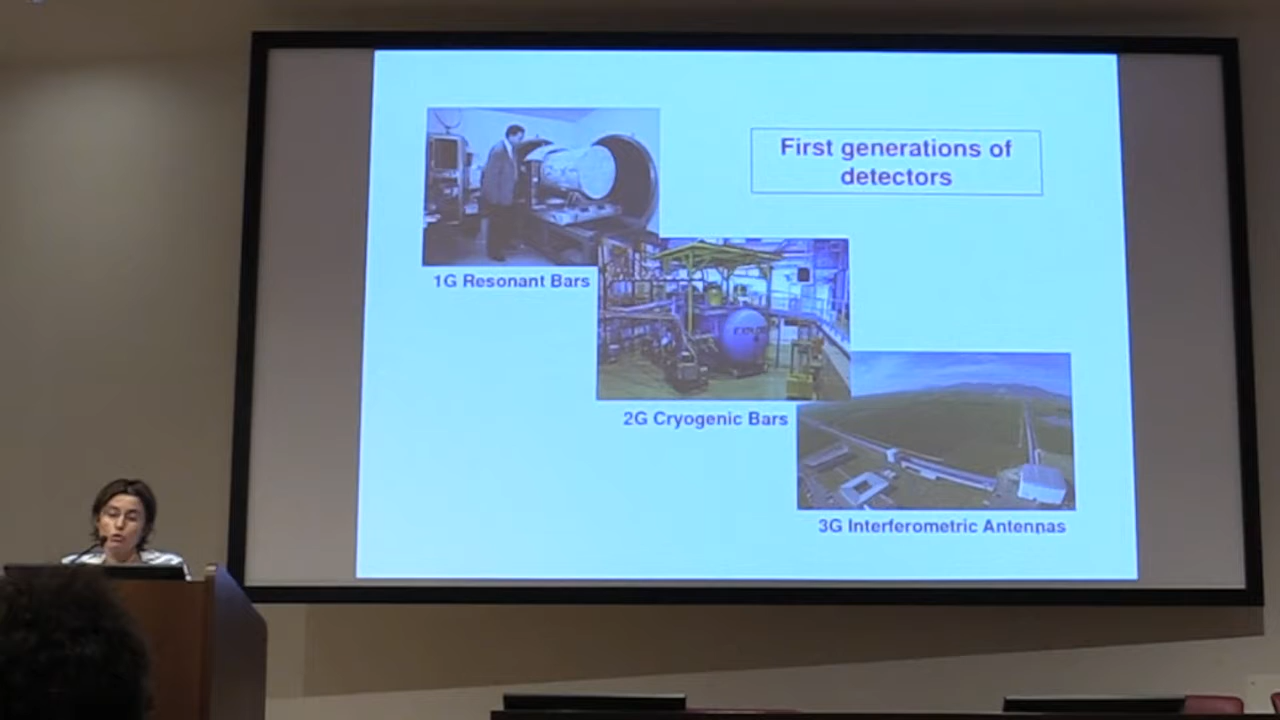 First generations of
detectors
1G Resonant Bars
2G Cryogenic Bars
3G Interferometric Antennas